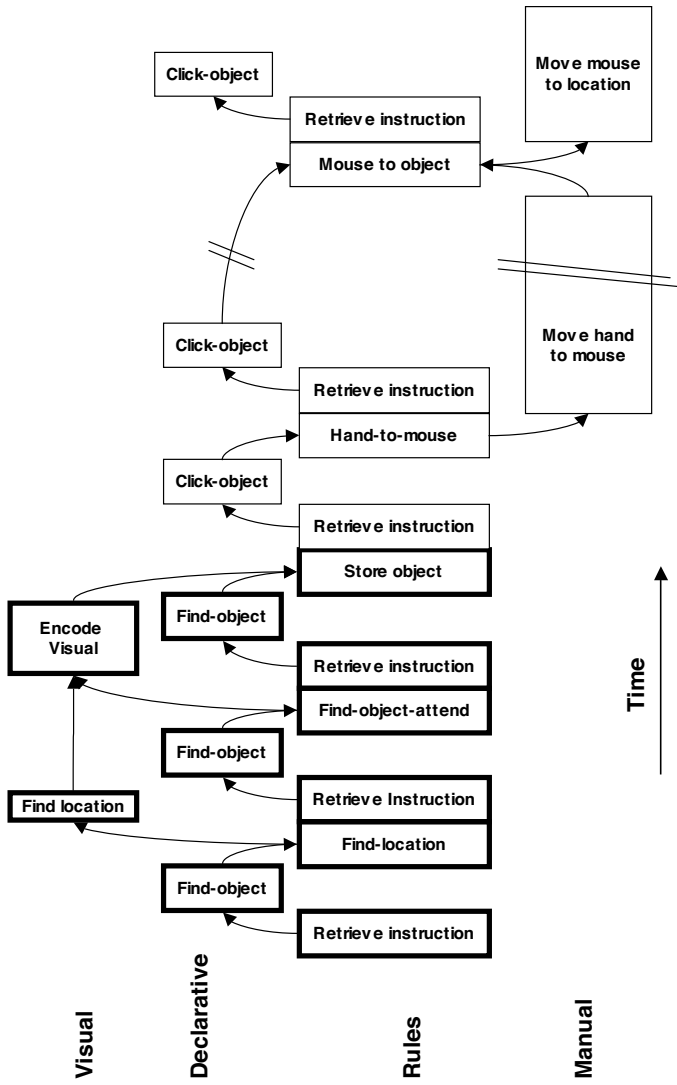 Click-object
Move mouse
to location
Retrieve instruction
Mouse to object
Click-object
Move hand
to mouse
Retrieve instruction
Hand-to-mouse
Click-object
Retrieve instruction
Store object
Encode
Visual
Find-object
Retrieve instruction
Find-object-attend
Time
Find-object
Find location
Retrieve Instruction
Find-location
Find-object
Retrieve instruction
Visual
Declarative
Rules
Manual